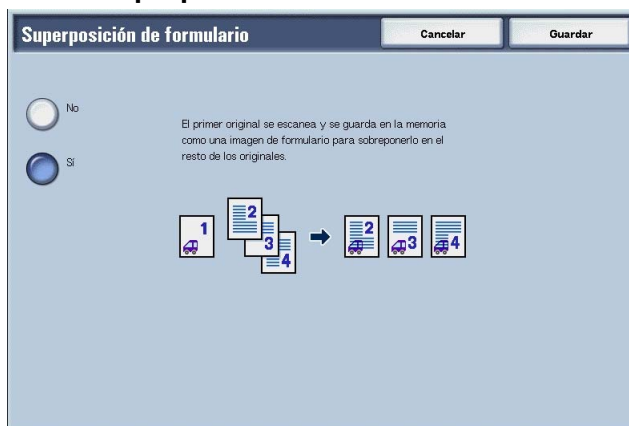 Superposición de formulario
Cancelar
Guardar
No
Sí
El primer original se escanea y se guarda en la memoria
como una imagen de formulario para sobreponerlo en el
resto de los originales.
1
2
3
4
2
3
4